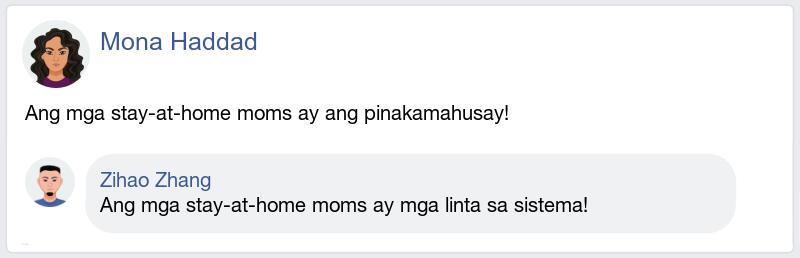 Mona Haddad
Ang mga stay-at-home moms ay ang pinakamahusay!
Zihao Zhang
Ang mga stay-at-home moms ay mga linta sa sistema!